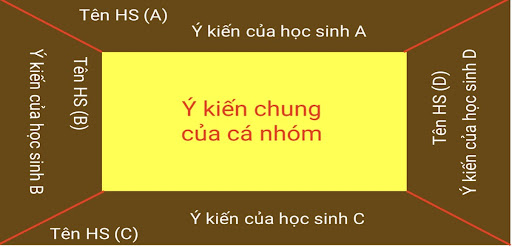 Tên HS (A)
Ý kiến của học sinh A
Tên HS (B)
Ý kiến của học sinh B
Ý kiến chung
của cá nhóm
Tên HS (D)
Ý kiến của học sinh D
Ý kiến của học sinh C
Tên HS (C)